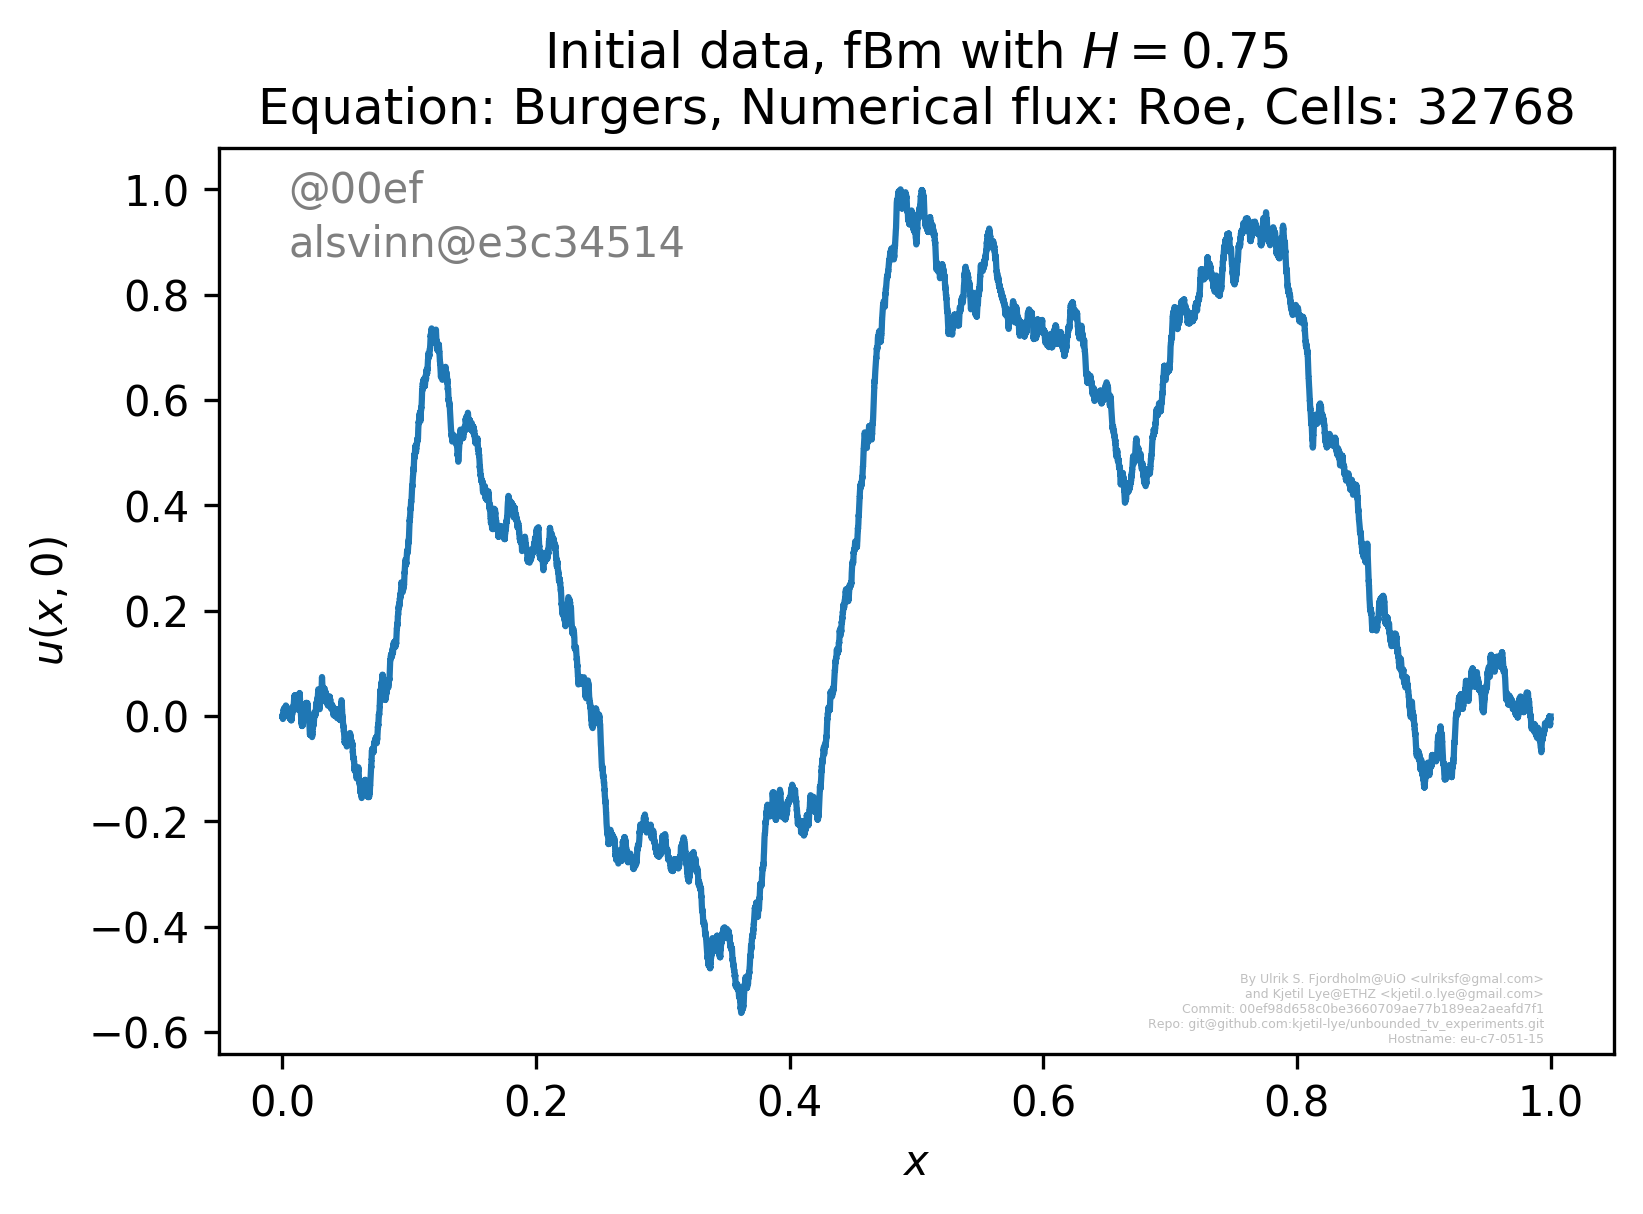 Initial data, fBm with H = 0.75
Equation: Burgers, Numerical flux: Roe, Cells: 32768
@00ef
alsvinn@e3c34514
1.0
0.8
0.6
0.4
0.2
0.0
−0.2
−0.4
−0.6
u(x, 0)
By Ulrik S. Fjordholm@UiO <ulriksf@gmal.com>
and Kjetil Lye@ETHZ <kjetil.o.lye@gmail.com>
Commit: 00ef98d658c0be3660709ae77b189ea2aeafd7f1
Repo: git@github.com:kjetil-lye/unbounded_tv_experiments.git
Hostname: eu-c7-051-15
0.0 0.2 0.4 0.6 0.8 1.0
x